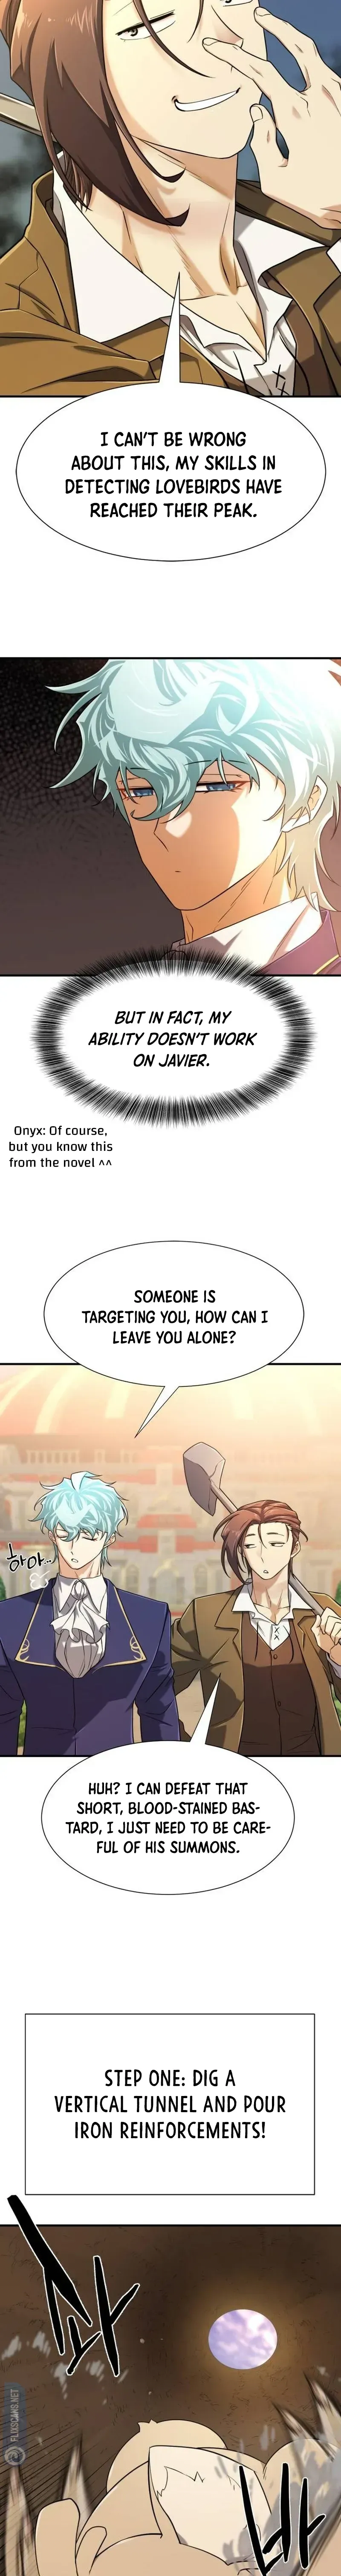 I CAN'T BE WRONG
ABOUT THIS, MY SKILLS IN
DETECTING LOVEBIRDS HAVE
REACHED THEIR PEAK.
BUT IN FACT, MY
ABILITY DOESN'T WORK
ON JAVIER.
Onyx: Of course,
but you know this
from the novel ^^
SOMEONE IS
TARGETING YOU, HOW CAN I
LEAVE YOU ALONE?
하아...
HUH? I CAN DEFEAT THAT
SHORT, BLOOD-STAINED BAS-
TARD, I JUST NEED TO BE CARE-
FUL OF HIS SUMMONS.
STEP ONE: DIG A
VERTICAL TUNNEL AND POUR
IRON REINFORCEMENTS!
FLIXSCANS.NET